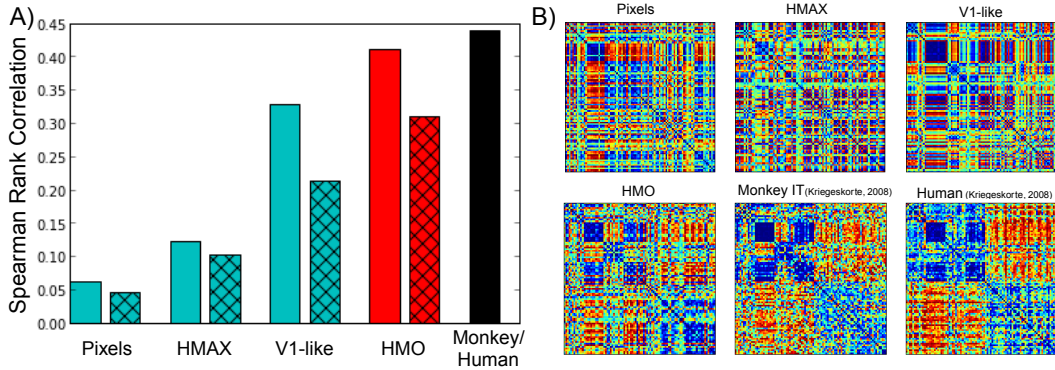 A)
Spearman Rank Correlation
0.45
0.40
0.35
0.30
0.25
0.20
0.15
0.10
0.05
0.00
Pixels
HMAX
V1-like
HMO
Monkey/
Human
B)
Pixels
HMAX
V1-like
HMO
Monkey IT (Kriegeskorte, 2008)
Human (Kriegeskorte, 2008)